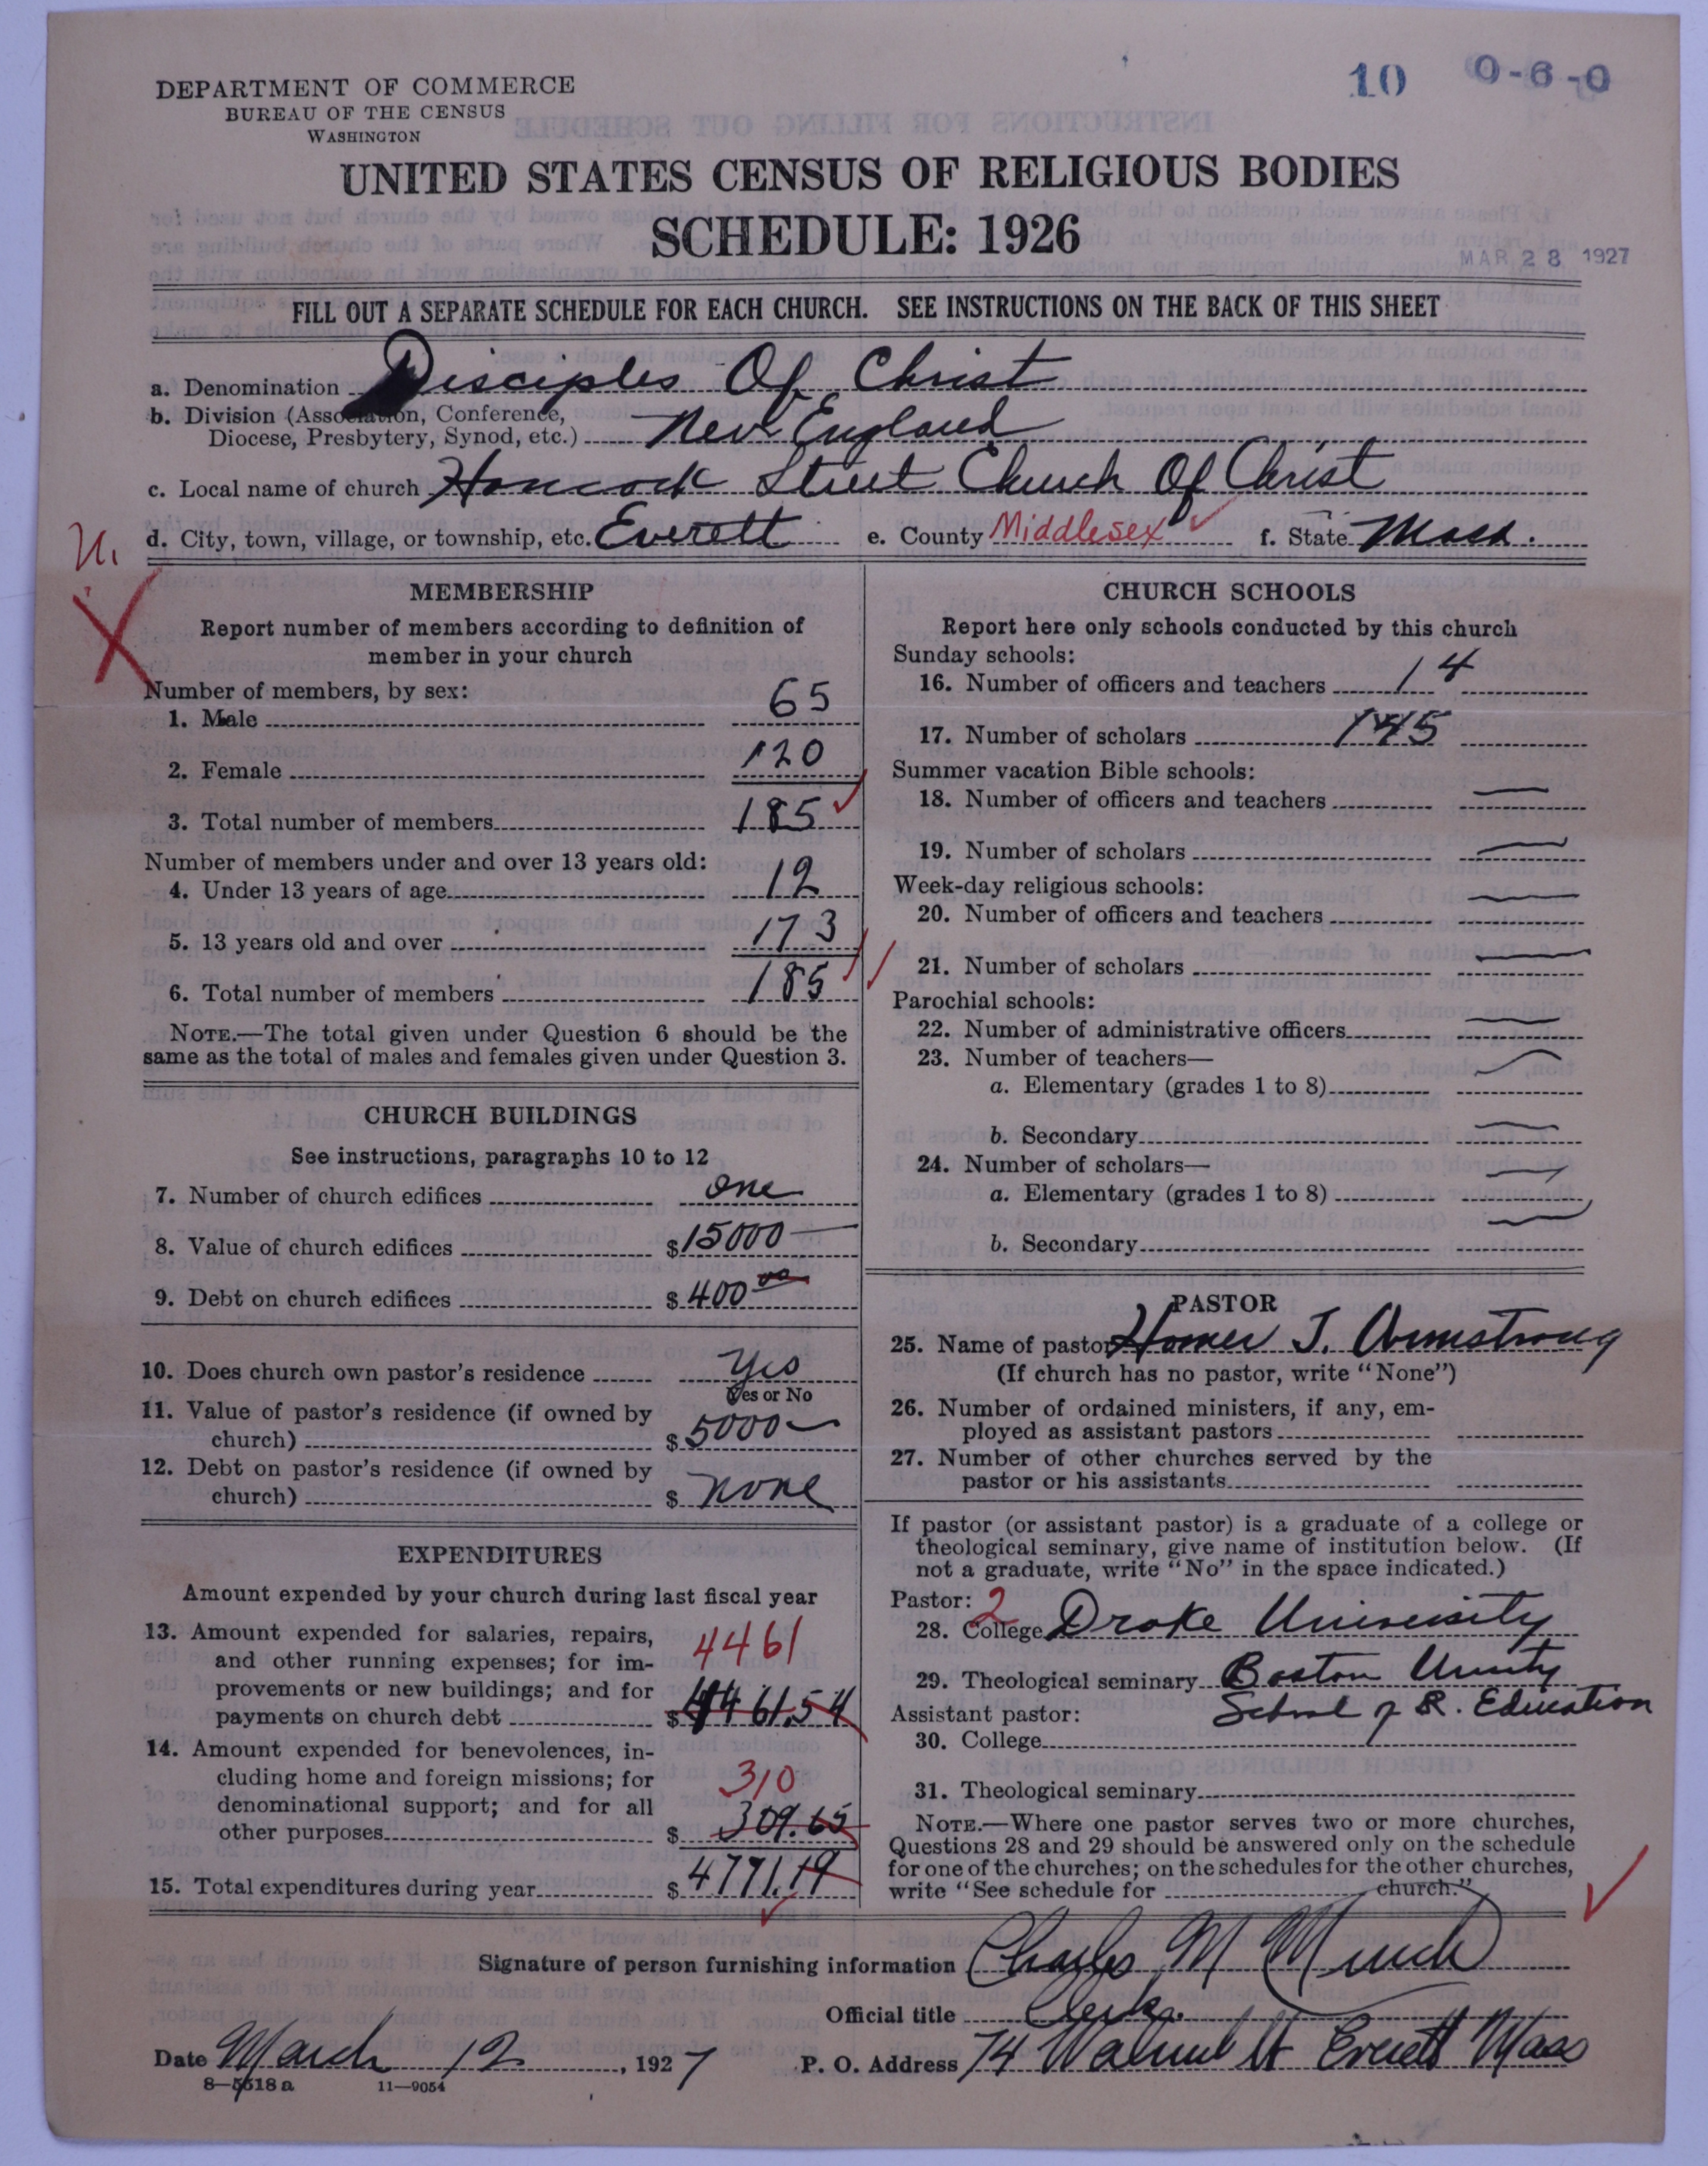 10 0-6-0
DEPARTMENT OF COMMERCE
BUREAU OF THE CENSUS
WASHINGTON
UNITED STATES CENSUS OF RELIGIOUS BODIES
SCHEDULE: 1926
MAR 28 1927
FILL OUT A SEPARATE SCHEDULE FOR EACH CHURCH. SEE INSTRUCTIONS ON THE BACK OF THIS SHEET
a. Denomination Disciples Of Christ
b. Division (Association, Conference,
Diocese, Presbytery, Synod, etc.) New England
c. Local name of church Hancock Street Church Of Christ
d. City, town, village, or township, etc. Everett e. County Middlesex f. State Mass.
MEMBERSHIP
Report number of members according to definition of
member in your church
Number of members, by sex:
1. Male 65
2. Female 120
3. Total number of members 185
Number of members under and over 13 years old:
4. Under 13 years of age 12
5. 13 years old and over 173
6. Total number of members 185
NOTE.—The total given under Question 6 should be the
same as the total of males and females given under Question 3.
CHURCH BUILDINGS
See instructions, paragraphs 10 to 12
7. Number of church edifices one
8. Value of church edifices $15000—
9. Debt on church edifices $400 00
10. Does church own pastor's residence Yes
Yes or No
11. Value of pastor's residence (if owned by
church) $5000—
12. Debt on pastor's residence (if owned by
church) $ none
EXPENDITURES
Amount expended by your church during last fiscal year
13. Amount expended for salaries, repairs,
and other running expenses; for im-
provements or new buildings; and for
payments on church debt 4461 $4461.54
14. Amount expended for benevolences, in-
cluding home and foreign missions; for
denominational support; and for all
other purposes 310 $309.65
15. Total expenditures during year $4771.19
CHURCH SCHOOLS
Report here only schools conducted by this church
Sunday schools:
16. Number of officers and teachers 14
17. Number of scholars 145
Summer vacation Bible schools:
18. Number of officers and teachers —
19. Number of scholars —
Week-day religious schools:
20. Number of officers and teachers —
21. Number of scholars —
Parochial schools:
22. Number of administrative officers —
23. Number of teachers—
a. Elementary (grades 1 to 8) —
b. Secondary —
24. Number of scholars—
a. Elementary (grades 1 to 8) —
b. Secondary —
PASTOR
25. Name of pastor Homer J. Armstrong
(If church has no pastor, write "None")
26. Number of ordained ministers, if any, em-
ployed as assistant pastors
27. Number of other churches served by the
pastor or his assistants
If pastor (or assistant pastor) is a graduate of a college or
theological seminary, give name of institution below. (If
not a graduate, write "No" in the space indicated.)
Pastor: 2
28. College Drake University
29. Theological seminary Boston Unvty
School of R. Education
Assistant pastor:
30. College
31. Theological seminary
NOTE.—Where one pastor serves two or more churches,
Questions 28 and 29 should be answered only on the schedule
for one of the churches; on the schedules for the other churches,
write "See schedule for church."
Signature of person furnishing information Charles M Munch
Official title Clerk.
Date March 12, 1927 P. O. Address 74 Walnut St Everett Mass
8—5518 a 11—9054